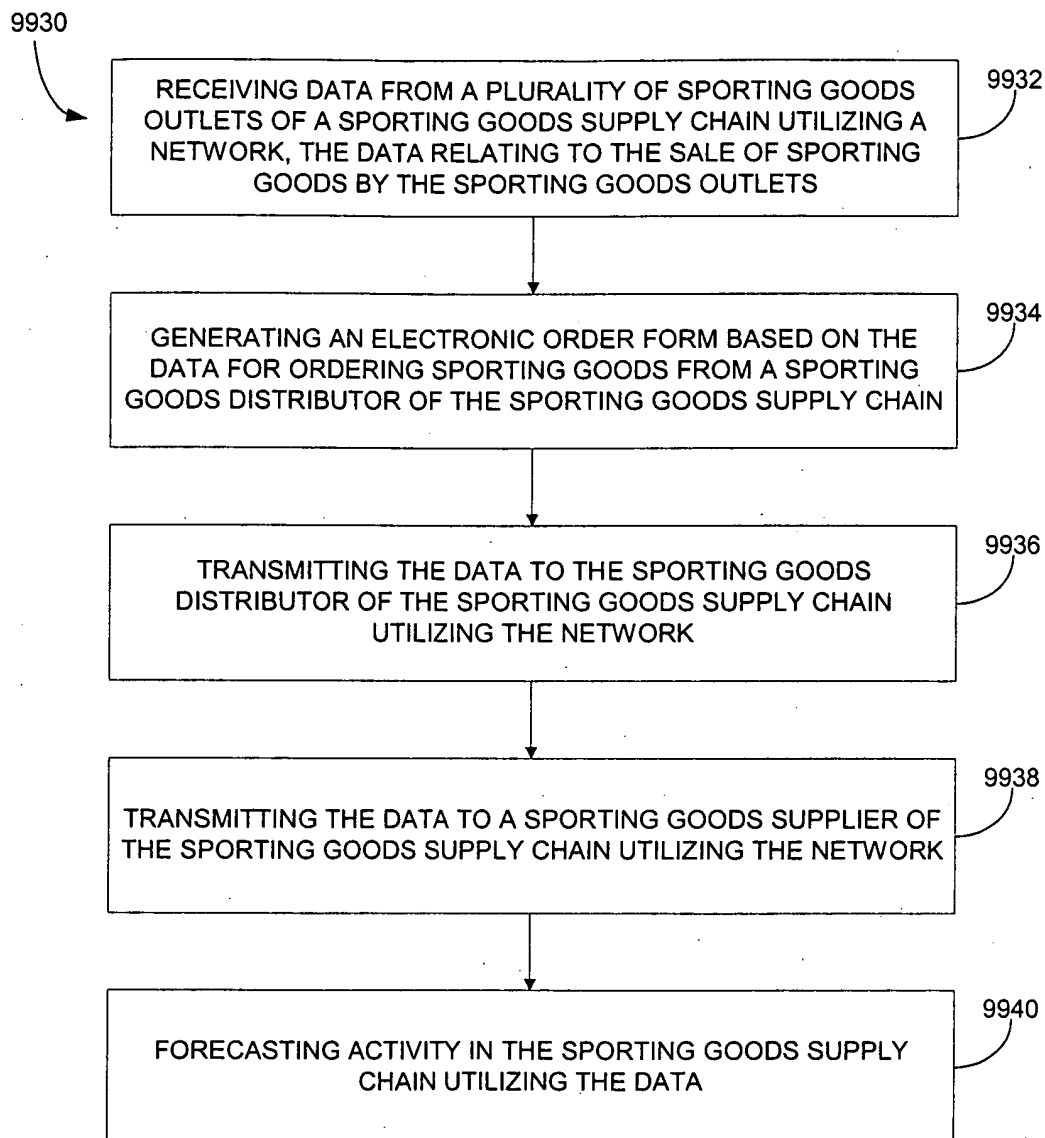 9930
RECEIVING DATA FROM A PLURALITY OF SPORTING GOODS
OUTLETS OF A SPORTING GOODS SUPPLY CHAIN UTILIZING A
NETWORK, THE DATA RELATING TO THE SALE OF SPORTING
GOODS BY THE SPORTING GOODS OUTLETS
9932
GENERATING AN ELECTRONIC ORDER FORM BASED ON THE
DATA FOR ORDERING SPORTING GOODS FROM A SPORTING
GOODS DISTRIBUTOR OF THE SPORTING GOODS SUPPLY CHAIN
9934
TRANSMITTING THE DATA TO THE SPORTING GOODS
DISTRIBUTOR OF THE SPORTING GOODS SUPPLY CHAIN
UTILIZING THE NETWORK
9936
TRANSMITTING THE DATA TO A SPORTING GOODS SUPPLIER OF
THE SPORTING GOODS SUPPLY CHAIN UTILIZING THE NETWORK
9938
FORECASTING ACTIVITY IN THE SPORTING GOODS SUPPLY
CHAIN UTILIZING THE DATA
9940